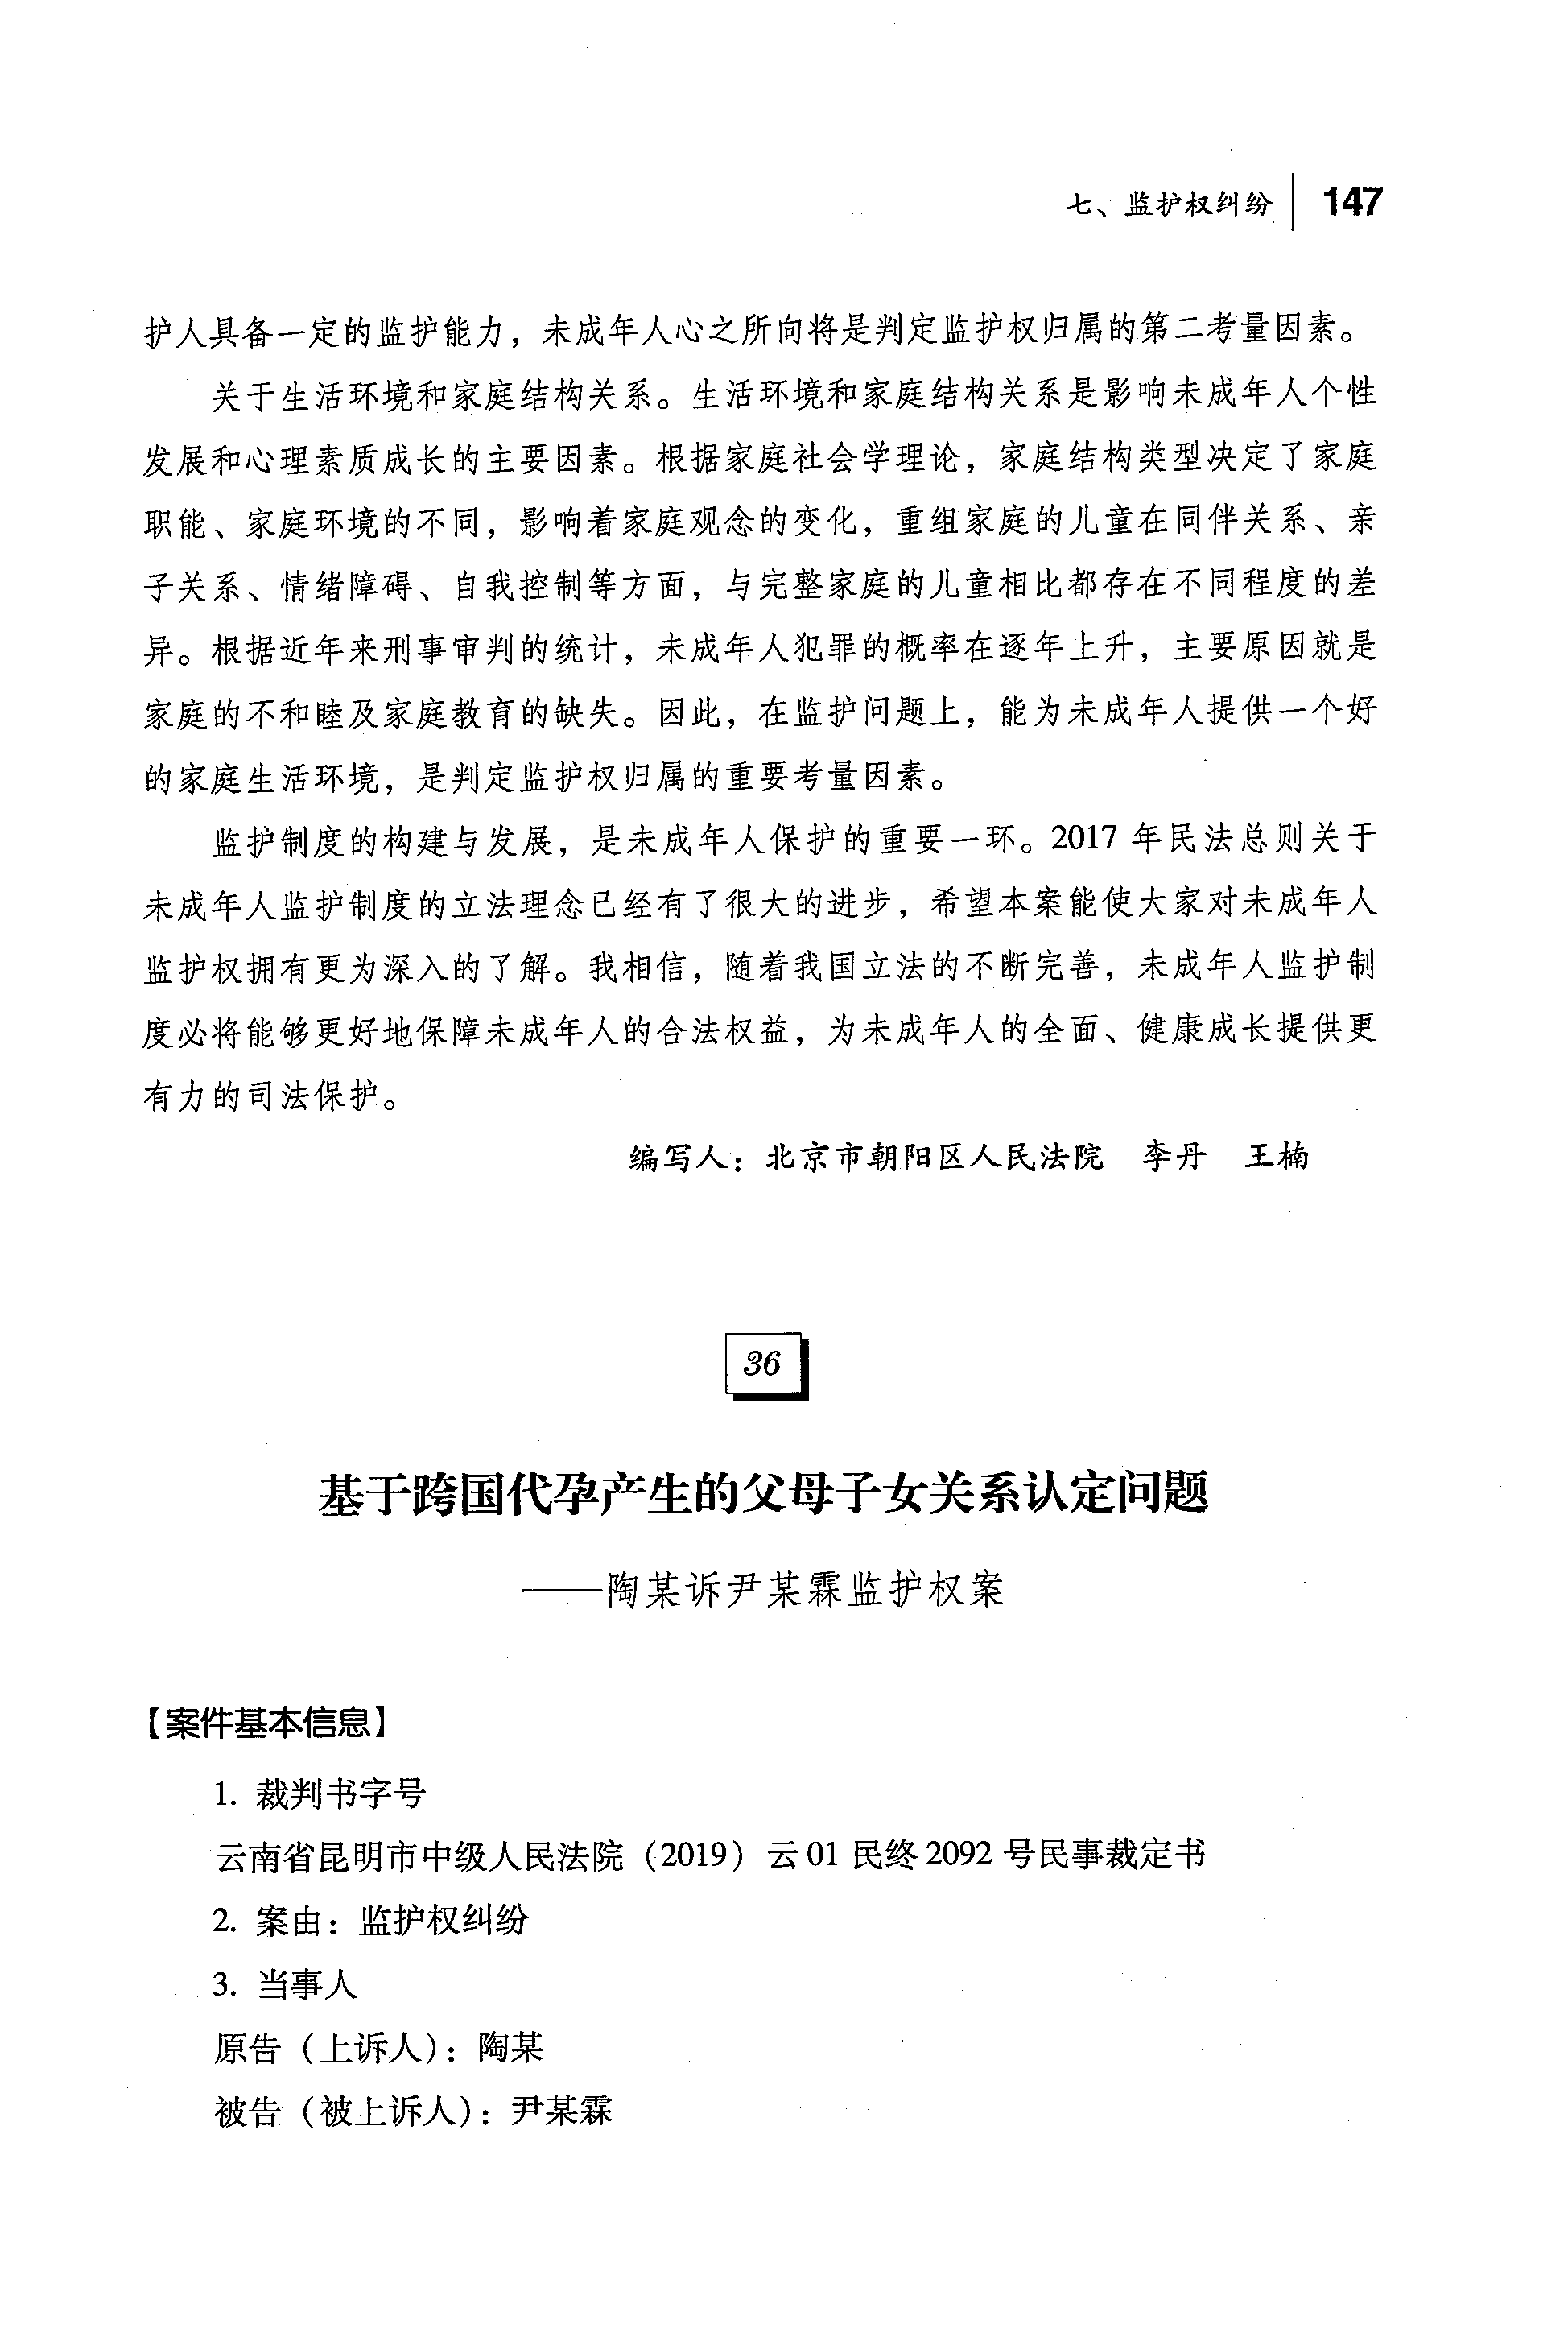 七、监护权纠纷 147
护人具备一定的监护能力，未成年人心之所向将是判定监护权归属的第二考量因素。
关于生活环境和家庭结构关系。生活环境和家庭结构关系是影响未成年人个性
发展和心理素质成长的主要因素。根据家庭社会学理论，家庭结构类型决定了家庭
职能、家庭环境的不同，影响着家庭观念的变化，重组家庭的儿童在同伴关系、亲
子关系、情绪障碍、自我控制等方面，与完整家庭的儿童相比都存在不同程度的差
异。根据近年来刑事审判的统计，未成年人犯罪的概率在逐年上升，主要原因就是
家庭的不和睦及家庭教育的缺失。因此，在监护问题上，能为未成年人提供一个好
的家庭生活环境，是判定监护权归属的重要考量因素。
监护制度的构建与发展，是未成年人保护的重要一环。2017 年民法总则关于
未成年人监护制度的立法理念已经有了很大的进步，希望本案能使大家对未成年人
监护权拥有更为深入的了解。我相信，随着我国立法的不断完善，未成年人监护制
度必将能够更好地保障未成年人的合法权益，为未成年人的全面、健康成长提供更
有力的司法保护。
编写人：北京市朝阳区人民法院 李丹 王楠
36
基于跨国代孕产生的父母子女关系认定问题
——陶某诉尹某霖监护权案
【案件基本信息】
1. 裁判书字号
云南省昆明市中级人民法院（2019）云 01 民终 2092 号民事裁定书
2. 案由：监护权纠纷
3. 当事人
原告（上诉人）：陶某
被告（被上诉人）：尹某霖